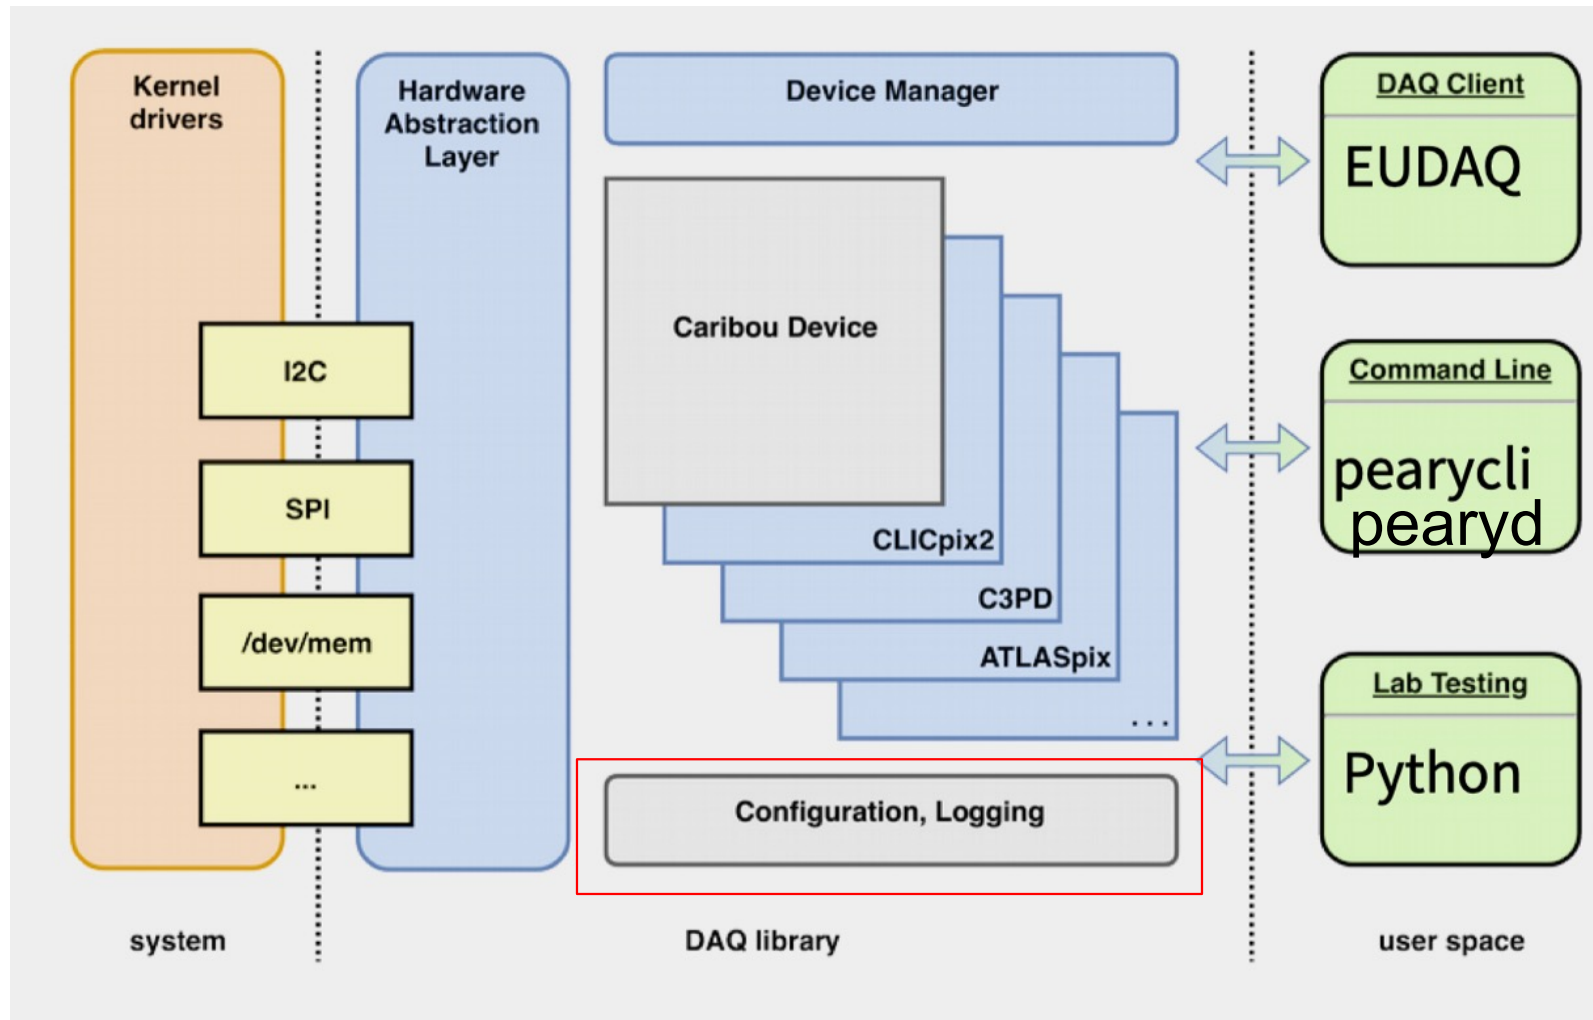 Kernel
drivers
Hardware
Abstraction
Layer
Device Manager
DAQ Client
EUDAQ
Caribou Device
I2C
SPI
/dev/mem
...
CLICpix2
C3PD
ATLASpix
...
Command Line
pearycli
pearyd
Lab Testing
Python
Configuration, Logging
system
DAQ library
user space